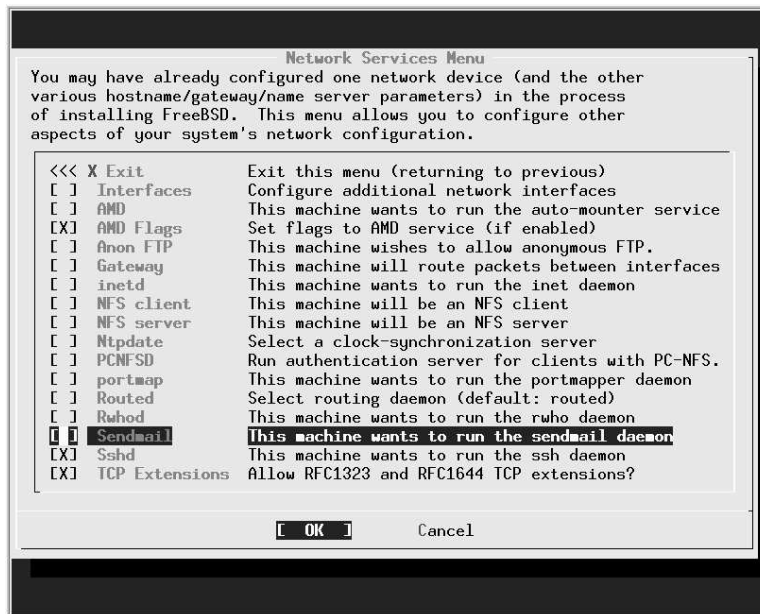 Network Services Menu
You may have already configured one network device (and the other
various hostname/gateway/name server parameters) in the process
of installing FreeBSD.  This menu allows you to configure other
aspects of your system's network configuration.
<<< X Exit Exit this menu (returning to previous)
[ ] Interfaces Configure additional network interfaces
[ ] AMD This machine wants to run the auto-mounter service
[X] AMD Flags Set flags to AMD service (if enabled)
[ ] Anon FTP This machine wishes to allow anonymous FTP.
[ ] Gateway This machine will route packets between interfaces
[ ] inetd This machine wants to run the inet daemon
[ ] NFS client This machine will be an NFS client
[ ] NFS server This machine will be an NFS server
[ ] Ntpdate Select a clock-synchronization server
[ ] PCNFSD Run authentication server for clients with PC-NFS.
[ ] portmap This machine wants to run the portmapper daemon
[ ] Routed Select routing daemon (default: routed)
[ ] Rwhod This machine wants to run the rwho daemon
[ ] Sendmail This machine wants to run the sendmail daemon
[X] Sshd This machine wants to run the ssh daemon
[X] TCP Extensions Allow RFC1323 and RFC1644 TCP extensions?
[ OK ] Cancel